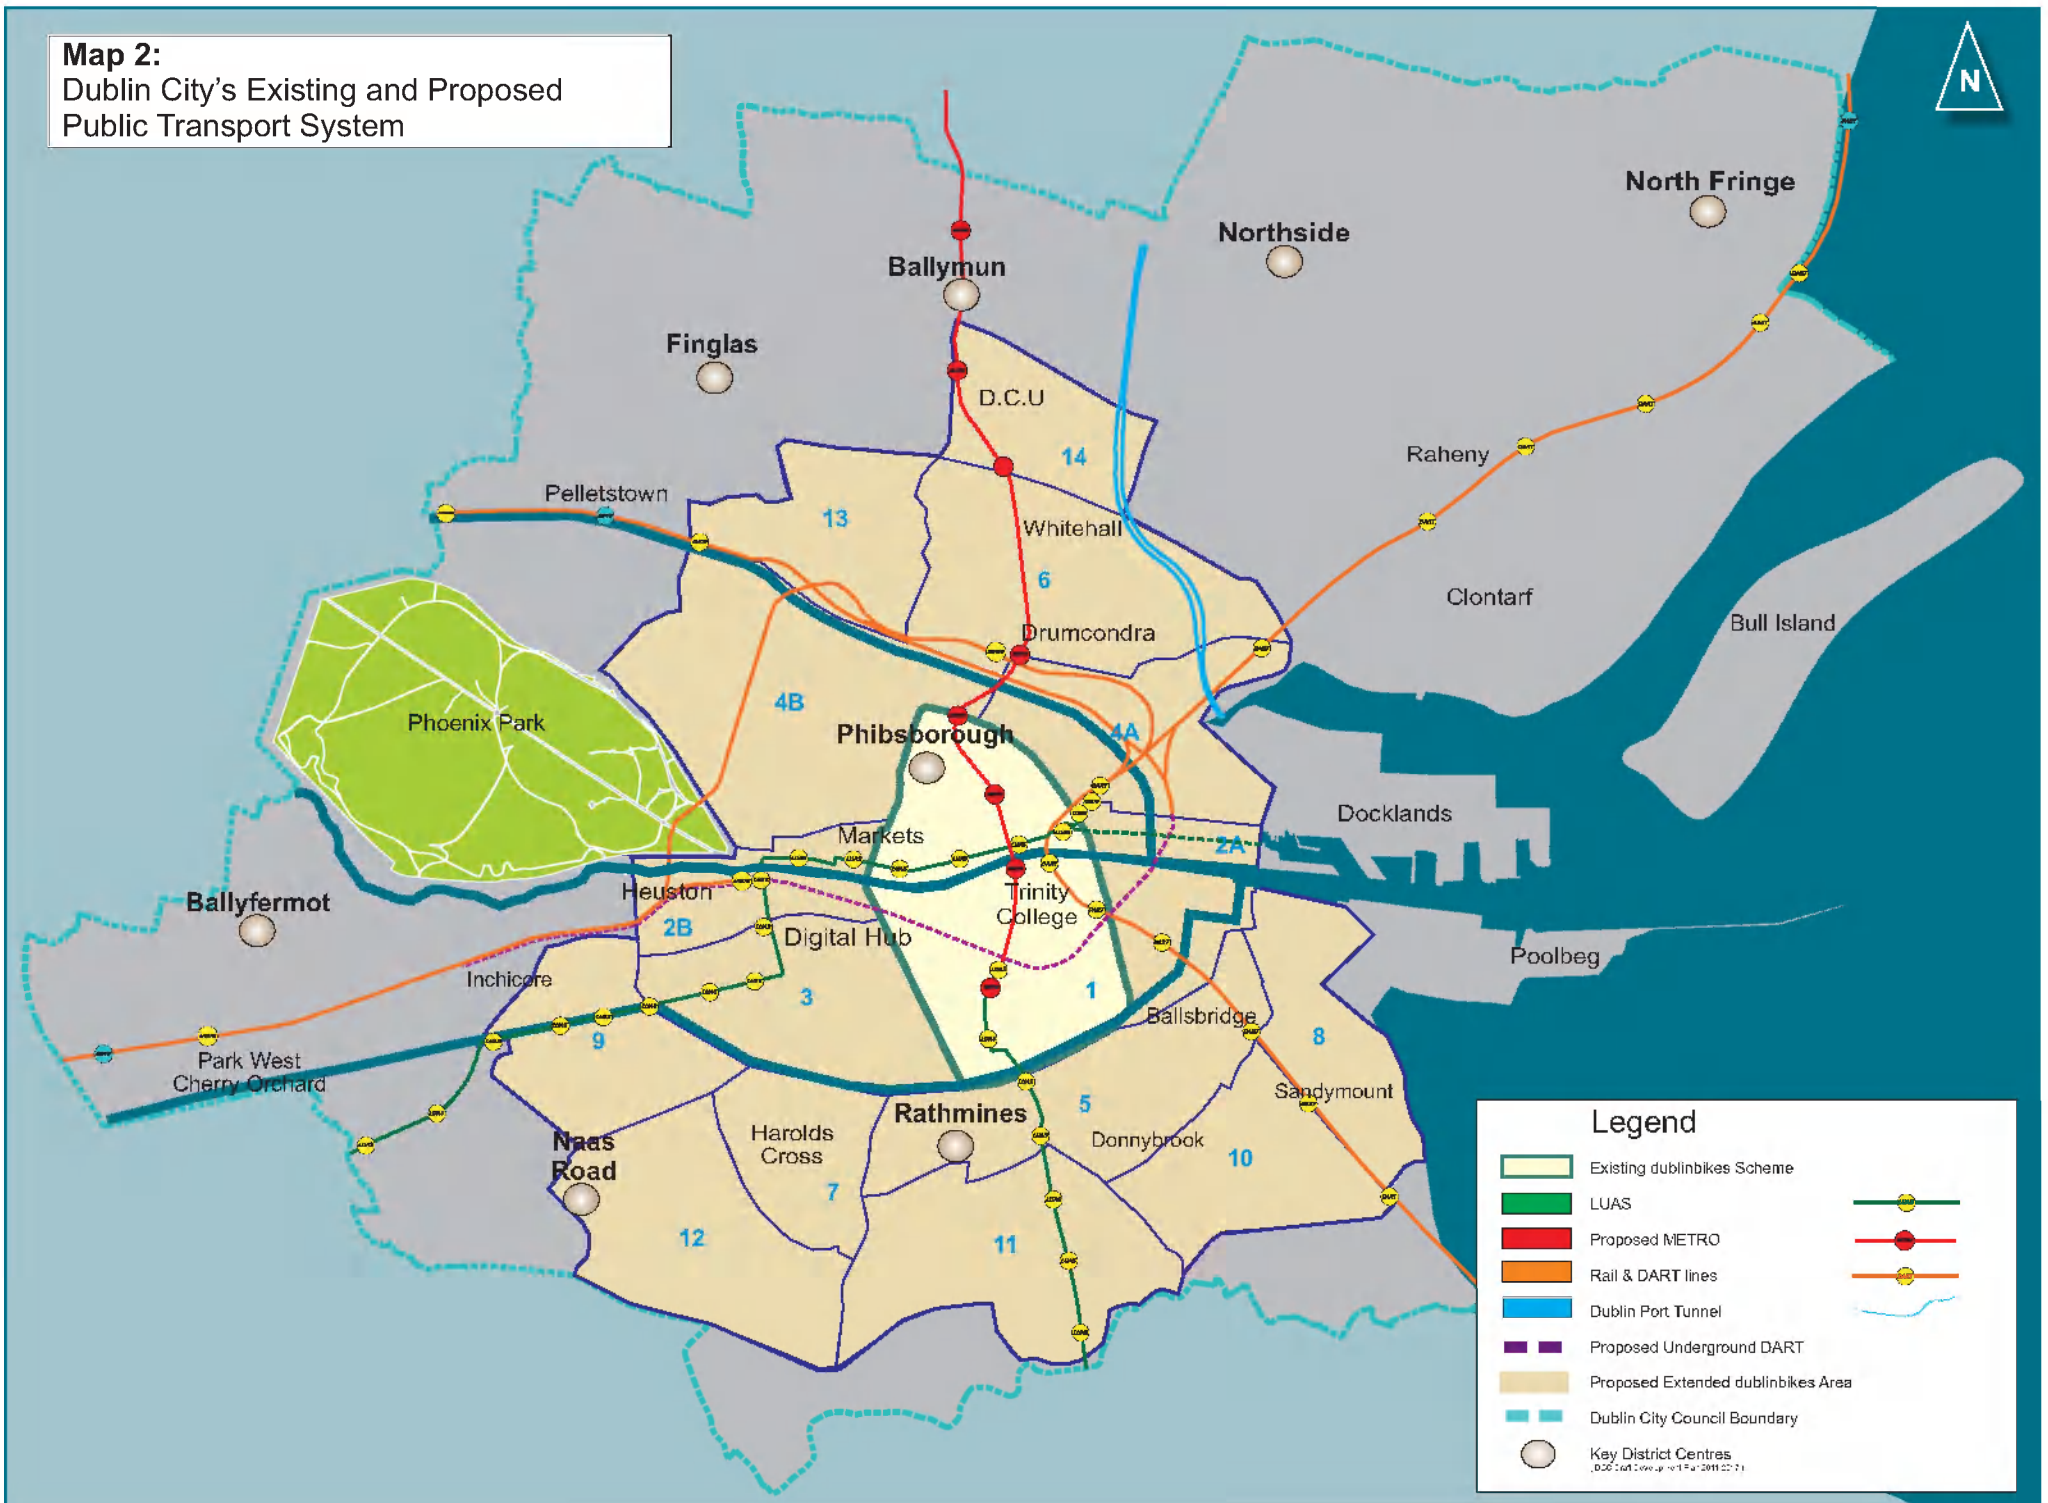 Map 2:
Dublin City's Existing and Proposed
Public Transport System
N
North Fringe
Northside
Ballymun
Finglas
D.C.U
14
Raheny
Pelletstown
13
Whitehall
6
Clontarf
Bull Island
Drumcondra
Phoenix Park
4B
Phibsborough
4A
Docklands
Markets
2A
Heuston
Trinity
College
Ballyfermot
2B
Digital Hub
Poolbeg
Inchicore
3
1
Ballsbridge
9
8
Park West
Cherry Orchard
Sandymount
Rathmines
5
Harolds
Cross
Donnybrook
Naas
Road
10
7
12
11
Legend
Existing dublinbikes Scheme
LUAS
Proposed METRO
Rail & DART lines
Dublin Port Tunnel
Proposed Underground DART
Proposed Extended dublinbikes Area
Dublin City Council Boundary
Key District Centres